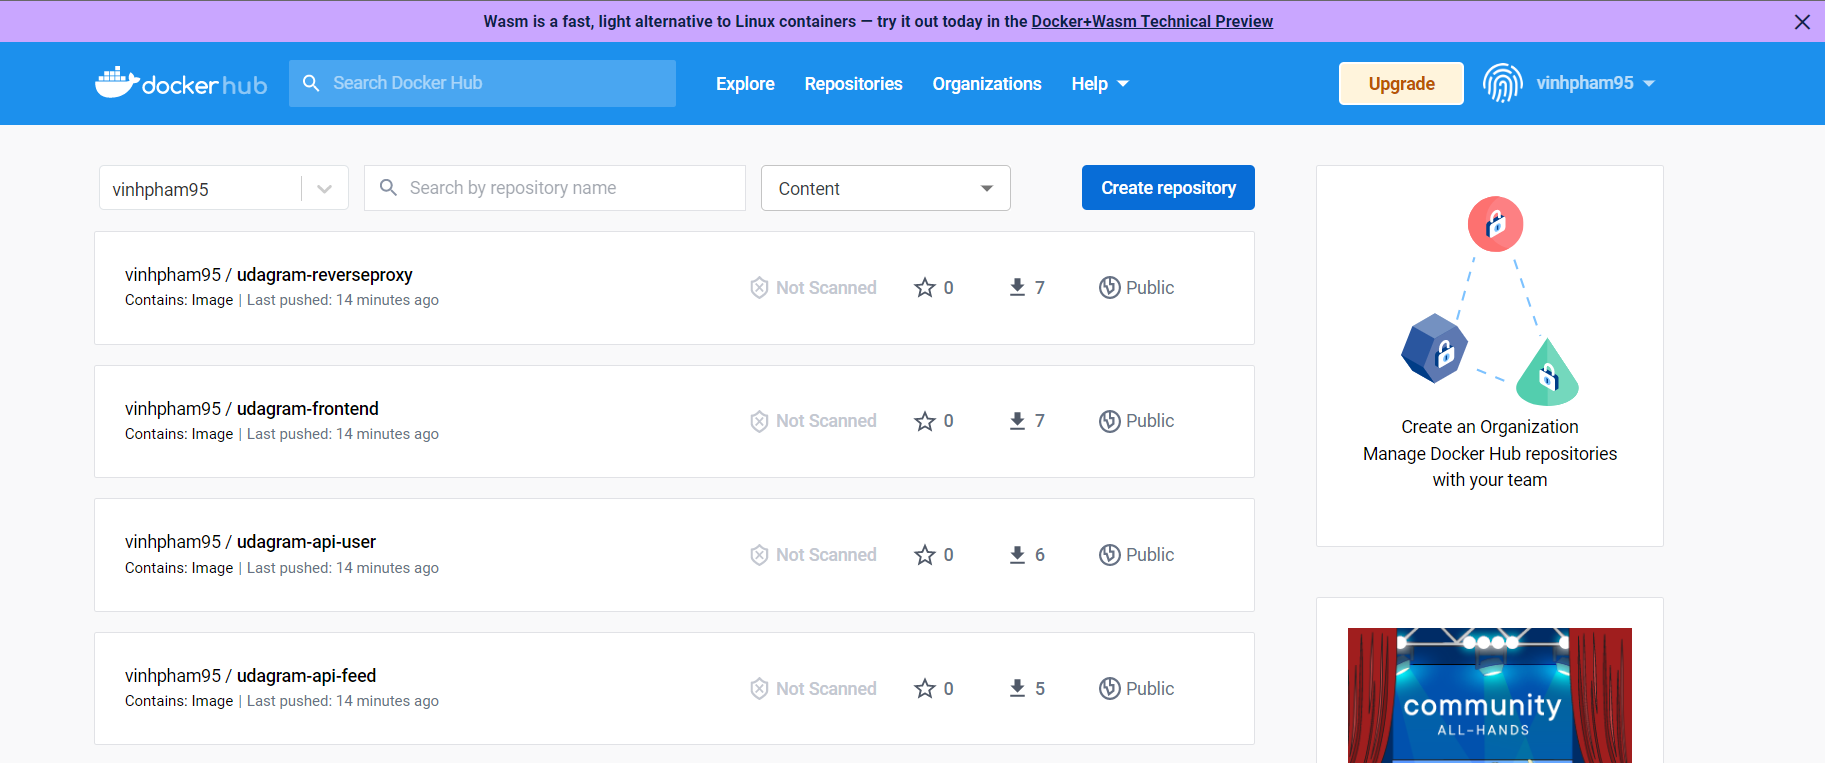 Wasm is a fast, light alternative to Linux containers — try it out today in the Docker+Wasm Technical Preview
dockerhub
Search Docker Hub
Explore
Repositories
Organizations
Help
Upgrade
vinhpham95
vinhpham95
Search by repository name
Content
Create repository
vinhpham95 / udagram-reverseproxy
Contains: Image | Last pushed: 14 minutes ago
Not Scanned
0
7
Public
vinhpham95 / udagram-frontend
Contains: Image | Last pushed: 14 minutes ago
Not Scanned
0
7
Public
vinhpham95 / udagram-api-user
Contains: Image | Last pushed: 14 minutes ago
Not Scanned
0
6
Public
vinhpham95 / udagram-api-feed
Contains: Image | Last pushed: 14 minutes ago
Not Scanned
0
5
Public
Create an Organization
Manage Docker Hub repositories
with your team
community
ALL-HANDS